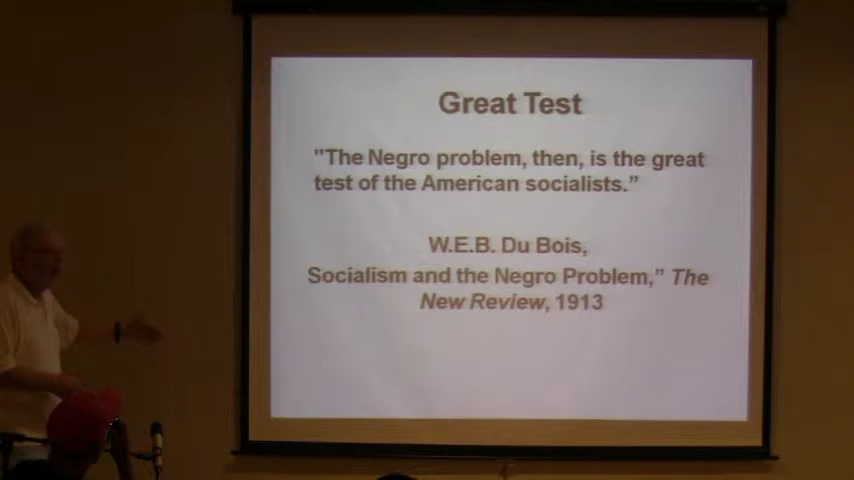 Great Test
"The Negro problem, then, is the great
test of the American socialists.”
W.E.B. Du Bois,
Socialism and the Negro Problem,” The
New Review, 1913